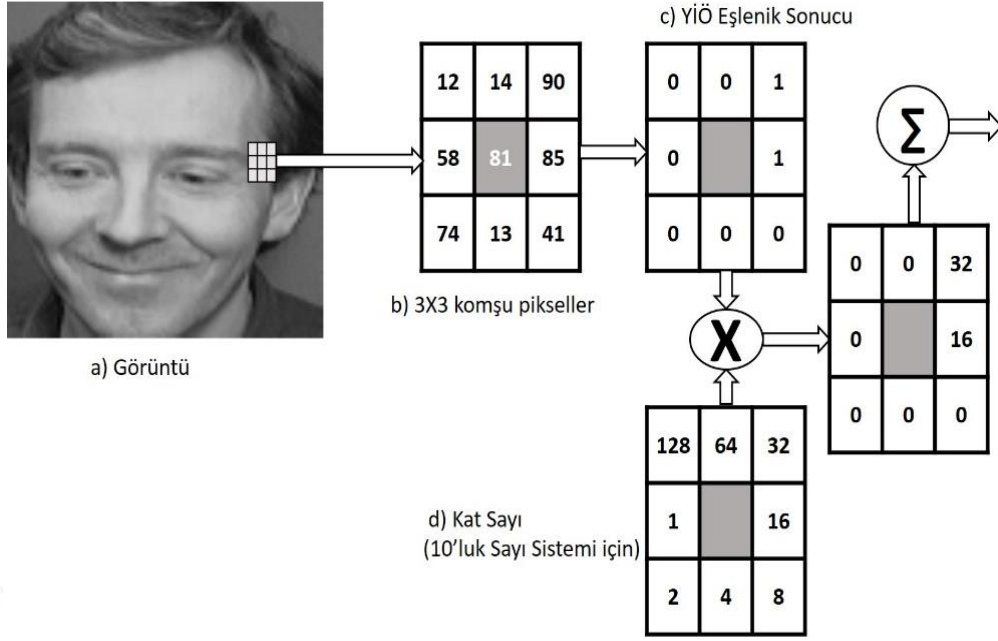 c) YİÖ Eşlenik Sonucu
12 14 90
58 81 85
74 13 41
0 0 1
0 1
0 0 0
Σ
b) 3X3 komşu pikseller
a) Görüntü
X
0 0 32
0 16
0 0 0
128 64 32
1 16
2 4 8
d) Kat Sayı
(10'luk Sayı Sistemi için)